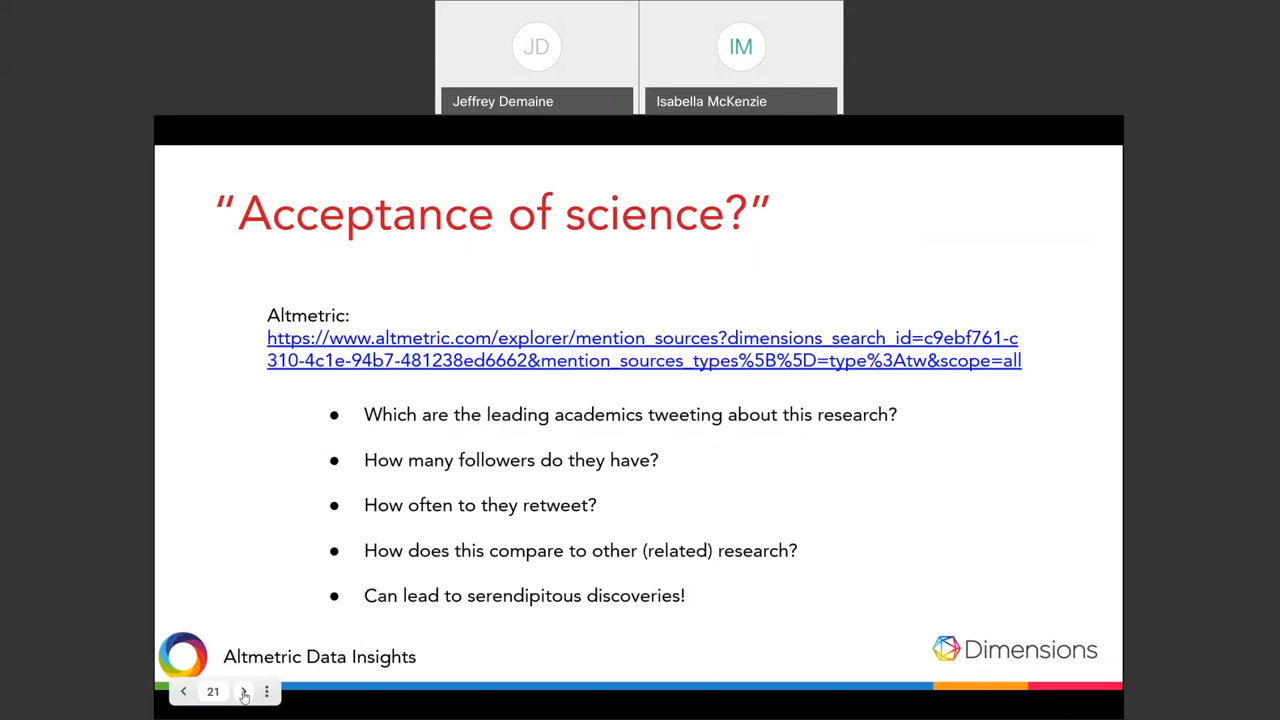 JD
IM
Jeffrey Demaine
Isabella McKenzie
“Acceptance of science?”
Altmetric:
https://www.altmetric.com/explorer/mention_sources?dimensions_search_id=c9ebf761-c
310-4c1e-94b7-481238ed6662&mention_sources_types%5B%5D=type%3Atw&scope=all
● Which are the leading academics tweeting about this research?
● How many followers do they have?
● How often to they retweet?
● How does this compare to other (related) research?
● Can lead to serendipitous discoveries!
Altmetric Data Insights
Dimensions
21